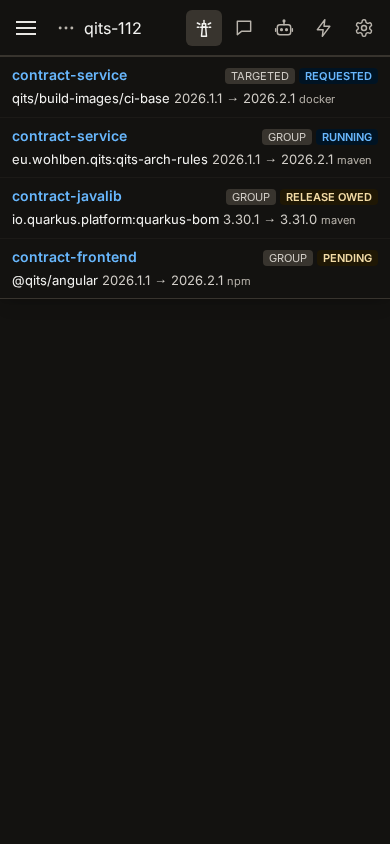 qits-112
contract-service TARGETED REQUESTED
qits/build-images/ci-base 2026.1.1 → 2026.2.1 docker
contract-service GROUP RUNNING
eu.wohlben.qits:qits-arch-rules 2026.1.1 → 2026.2.1 maven
contract-javalib GROUP RELEASE OWED
io.quarkus.platform:quarkus-bom 3.30.1 → 3.31.0 maven
contract-frontend GROUP PENDING
@qits/angular 2026.1.1 → 2026.2.1 npm